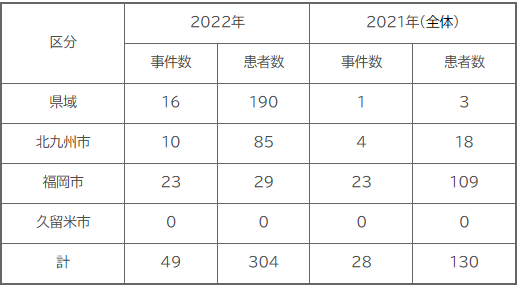 区分 2022年 2021年(全体)
事件数 患者数 事件数 患者数
県域 16 190 1 3
北九州市 10 85 4 18
福岡市 23 29 23 109
久留米市 0 0 0 0
計 49 304 28 130